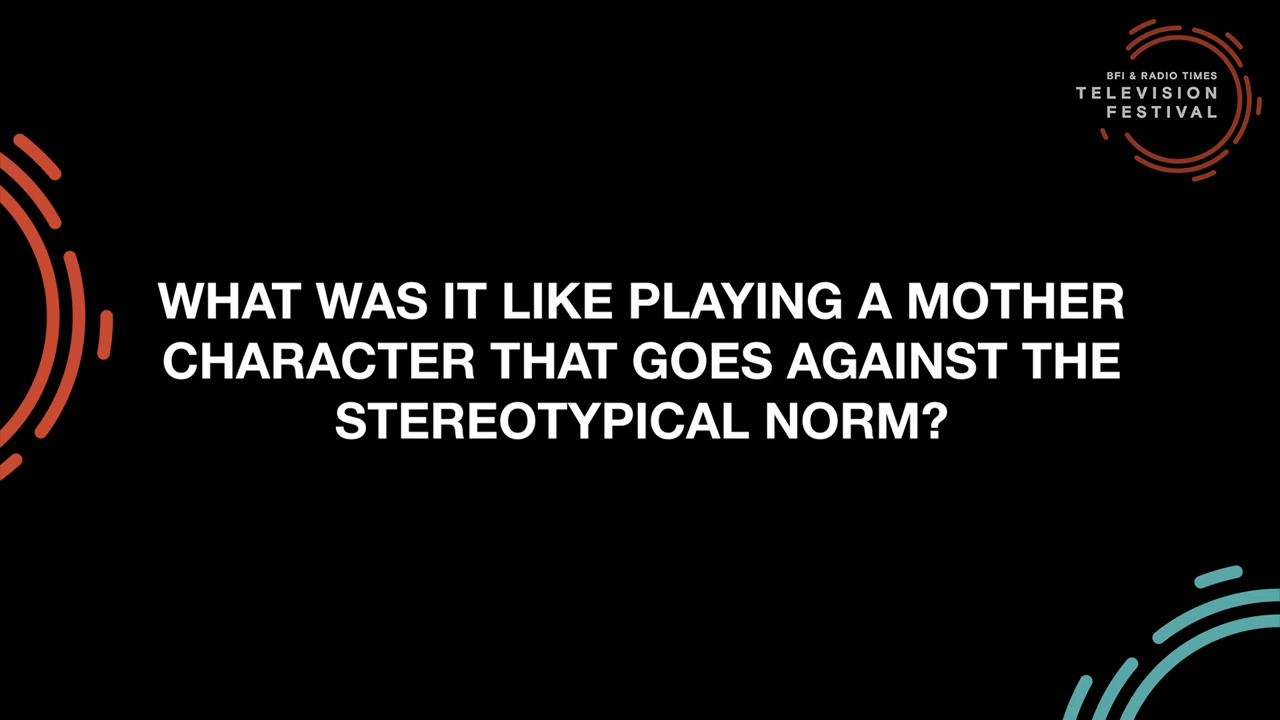 BFI & RADIO TIMES
TELEVISION
FESTIVAL
WHAT WAS IT LIKE PLAYING A MOTHER
CHARACTER THAT GOES AGAINST THE
STEREOTYPICAL NORM?